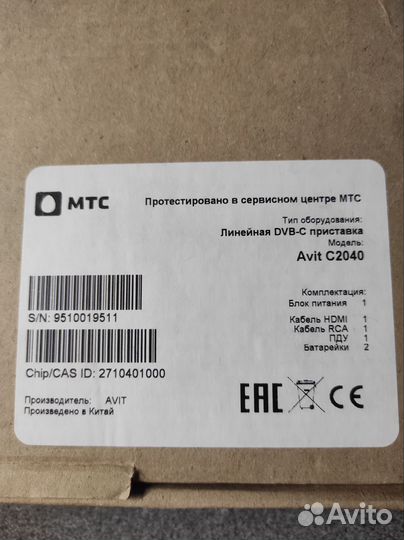 МТС
Протестировано в сервисном центре МТС
Тип оборудования:
Линейная DVB-C приставка
Модель:
Avit C2040
Комплектация:
Блок питания 1
Кабель HDMI 1
Кабель RCA 1
ПДУ 1
Батарейки 2
S/N: 9510019511
Chip/CAS ID: 2710401000
Производитель: AVIT
Произведено в Китай
EAC CE
Avito